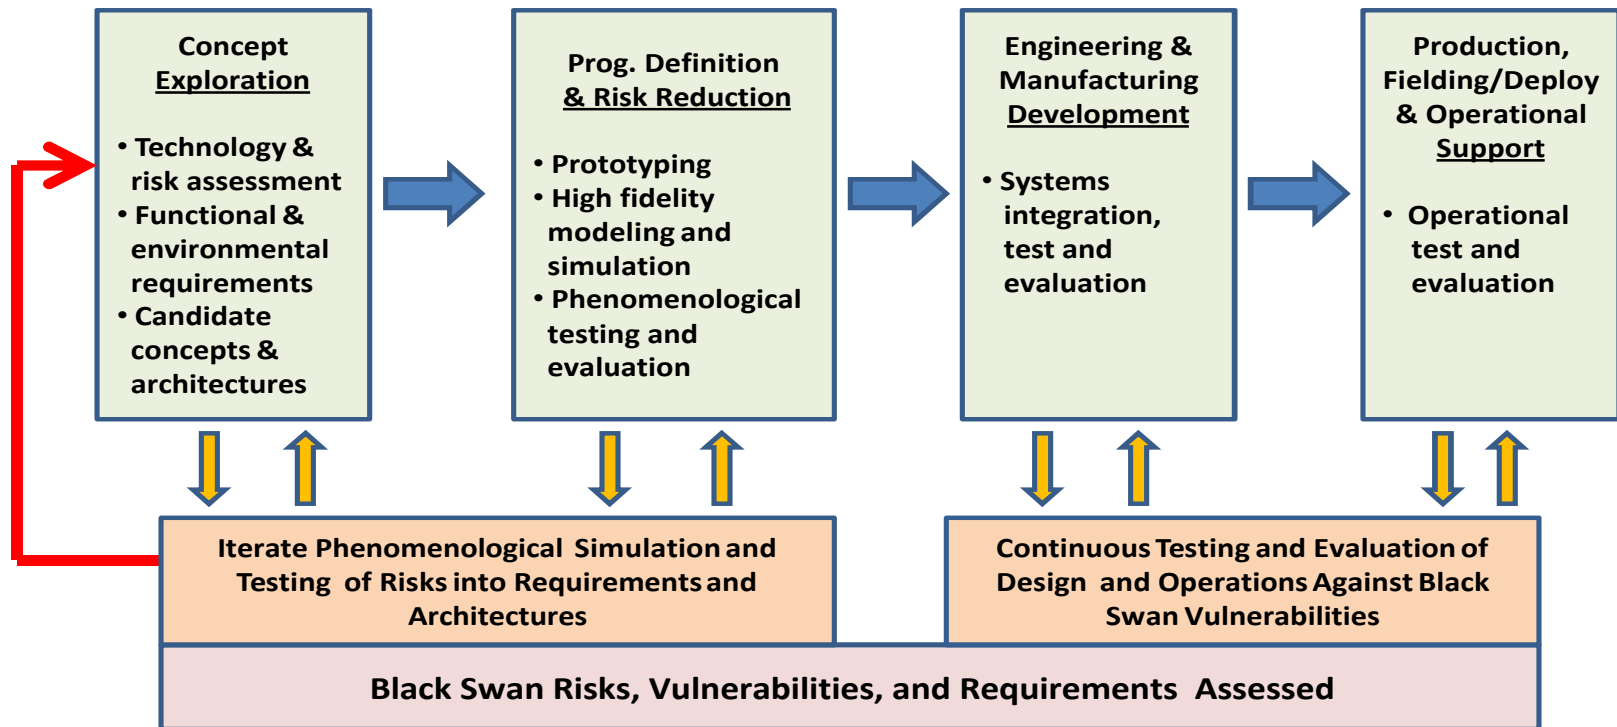 Concept
Exploration
• Technology &
risk assessment
• Functional &
environmental
requirements
• Candidate
concepts &
architectures
Prog. Definition
& Risk Reduction
• Prototyping
• High fidelity
modeling and
simulation
• Phenomenological
testing and
evaluation
Engineering &
Manufacturing
Development
• Systems
integration,
test and
evaluation
Production,
Fielding/Deploy
& Operational
Support
• Operational
test and
evaluation
Iterate Phenomenological Simulation and
Testing of Risks into Requirements and
Architectures
Continuous Testing and Evaluation of
Design and Operations Against Black
Swan Vulnerabilities
Black Swan Risks, Vulnerabilities, and Requirements Assessed